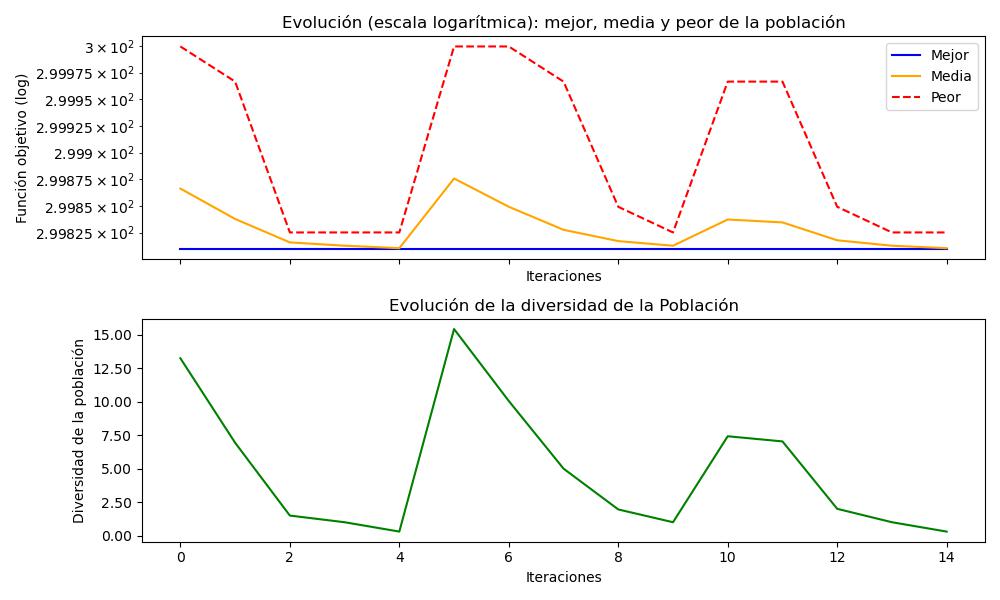 Evolución (escala logarítmica): mejor, media y peor de la población
Función objetivo (log)
3 × 10²
2.99975 × 10²
2.9995 × 10²
2.99925 × 10²
2.999 × 10²
2.99875 × 10²
2.9985 × 10²
2.99825 × 10²
Mejor
Media
Peor
Iteraciones
Evolución de la diversidad de la Población
Diversidad de la población
15.00
12.50
10.00
7.50
5.00
2.50
0.00
0 2 4 6 8 10 12 14
Iteraciones